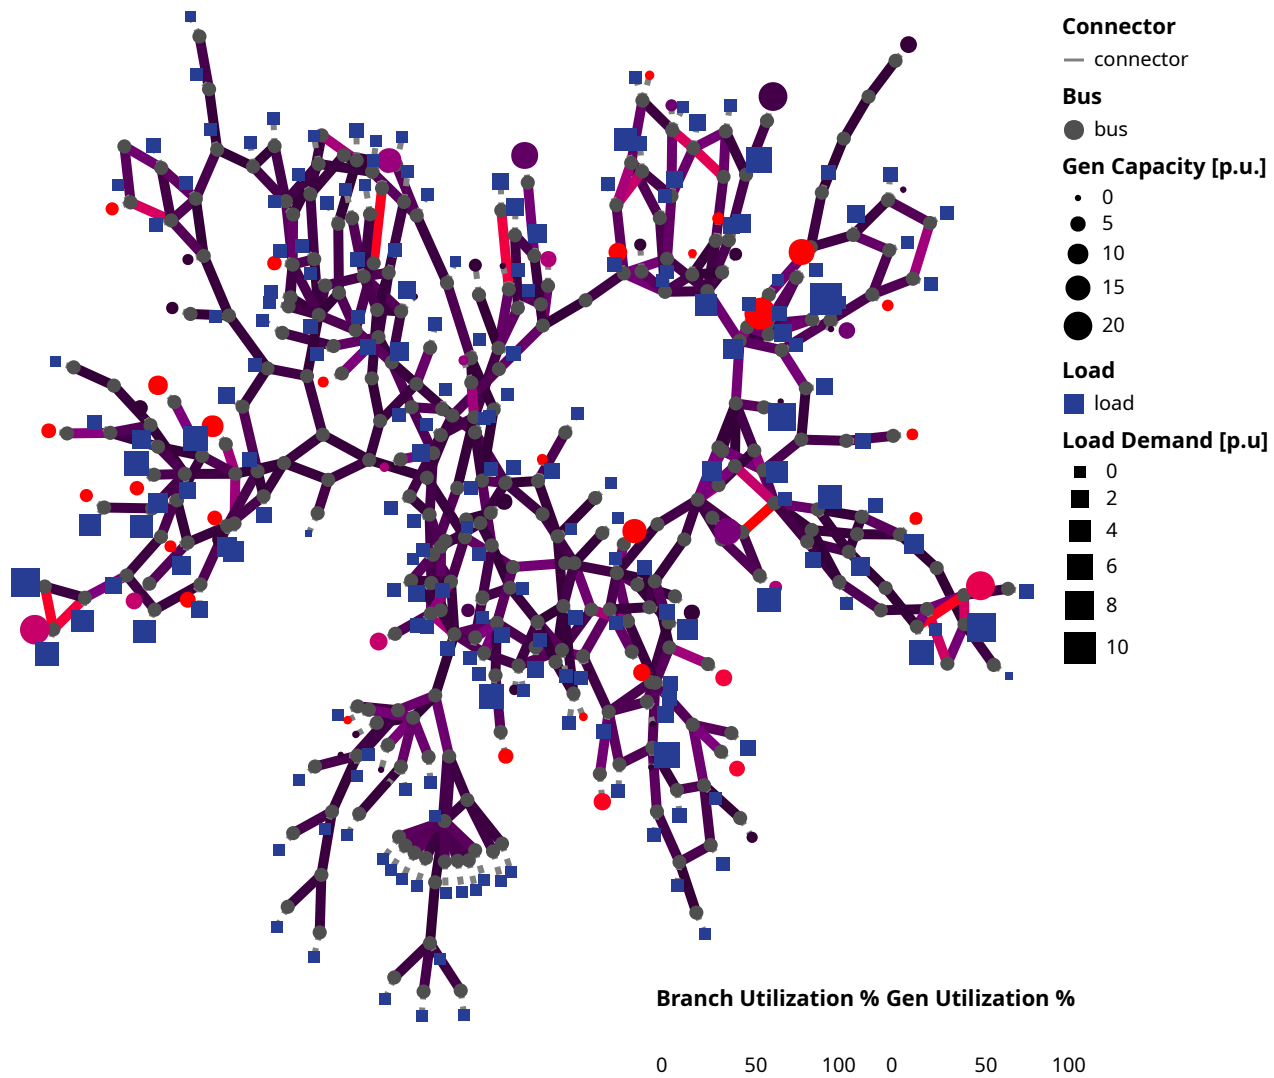 Connector
connector
Bus
bus
Gen Capacity [p.u.]
0
5
10
15
20
Load
load
Load Demand [p.u]
0
2
4
6
8
10
Branch Utilization % Gen Utilization %
0 50 100 0 50 100